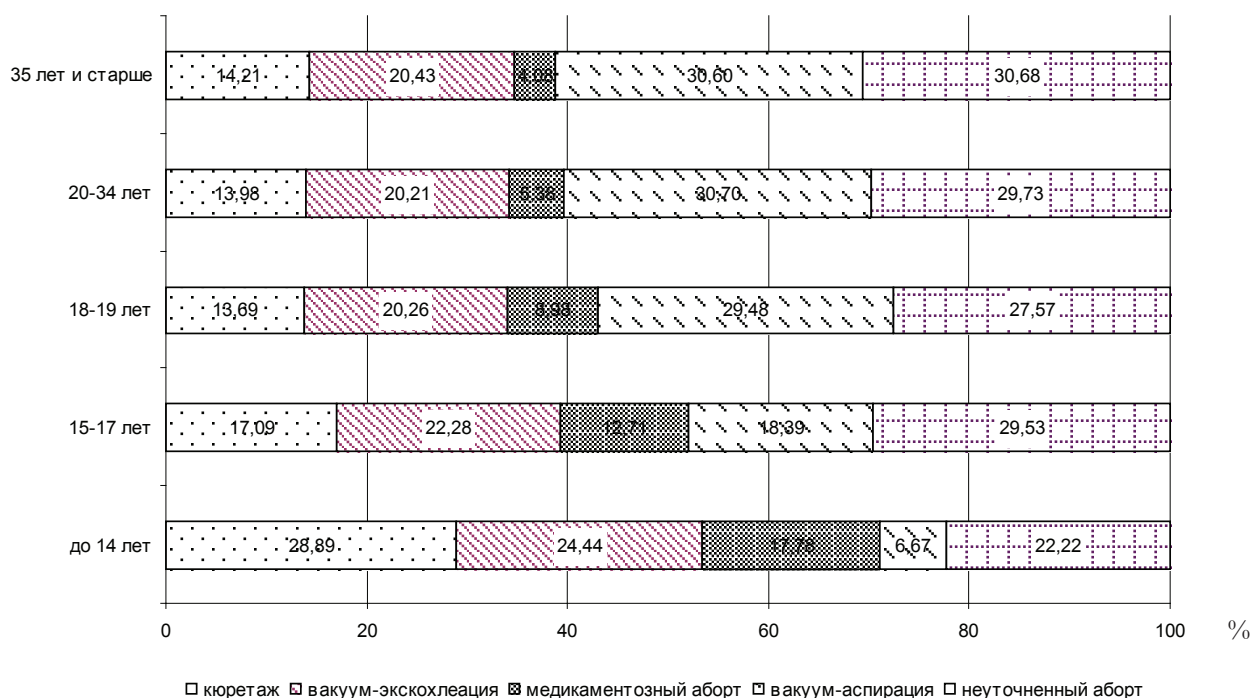 35 лет и старше 14,21 20,43 4,08 30,60 30,68
20-34 лет 13,98 20,21 5,38 30,70 29,73
18-19 лет 13,69 20,26 29,48 27,57
15-17 лет 17,09 22,28 12,71 18,39 29,53
до 14 лет 28,89 24,44 17,78 6,67 22,22
0 20 40 60 80 100 %
кюретаж вакуум-экскохлеация медикаментозный аборт вакуум-аспирация неуточненный аборт